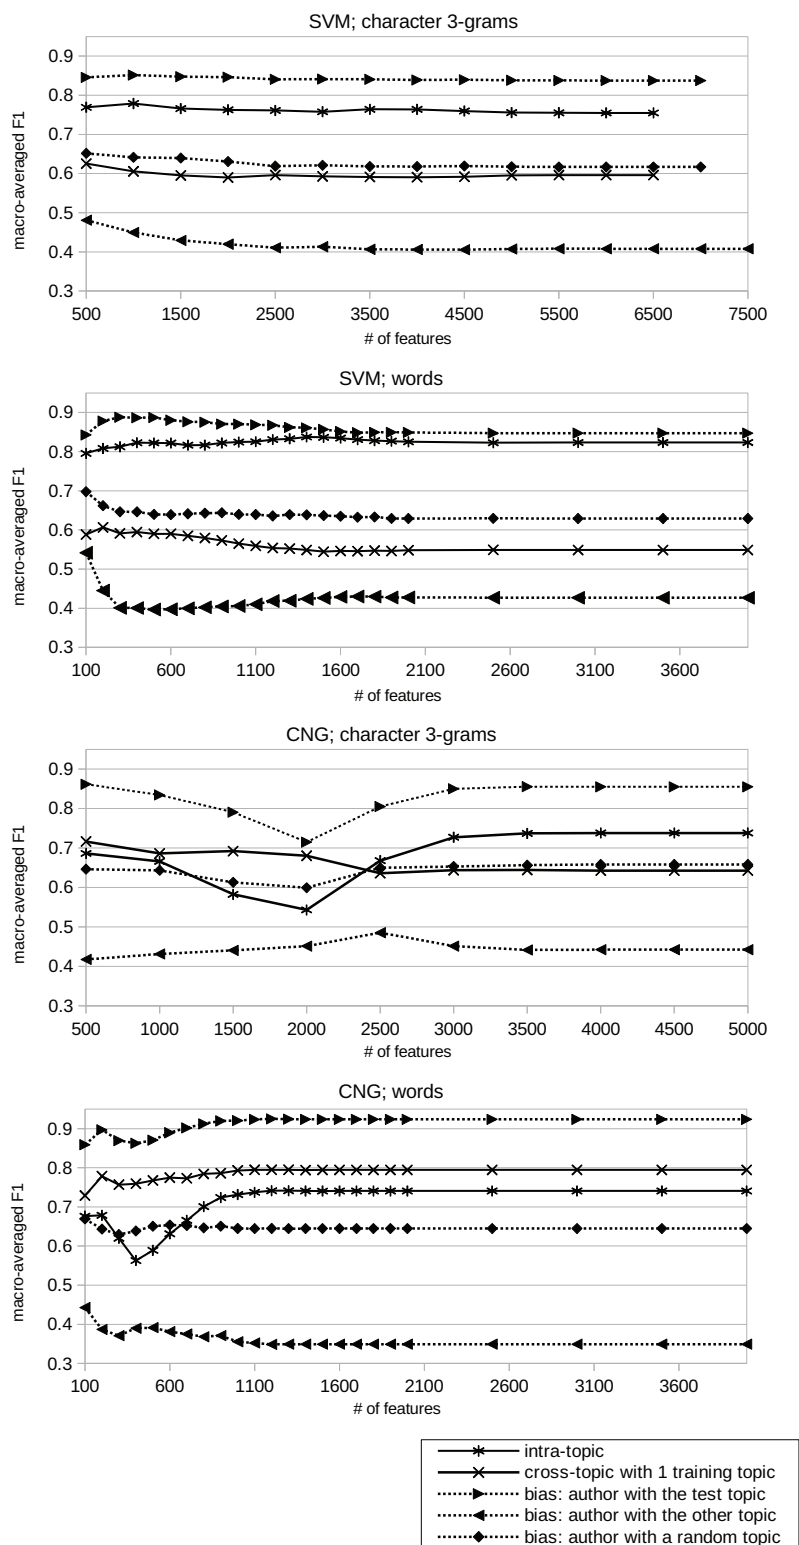 SVM; character 3-grams
macro-averaged F1
0.9
0.8
0.7
0.6
0.5
0.4
0.3
500 1500 2500 3500 4500 5500 6500 7500
# of features
SVM; words
macro-averaged F1
0.9
0.8
0.7
0.6
0.5
0.4
0.3
100 600 1100 1600 2100 2600 3100 3600
# of features
CNG; character 3-grams
macro-averaged F1
0.9
0.8
0.7
0.6
0.5
0.4
0.3
500 1000 1500 2000 2500 3000 3500 4000 4500 5000
# of features
CNG; words
macro-averaged F1
0.9
0.8
0.7
0.6
0.5
0.4
0.3
100 600 1100 1600 2100 2600 3100 3600
# of features
intra-topic
cross-topic with 1 training topic
bias: author with the test topic
bias: author with the other topic
bias: author with a random topic